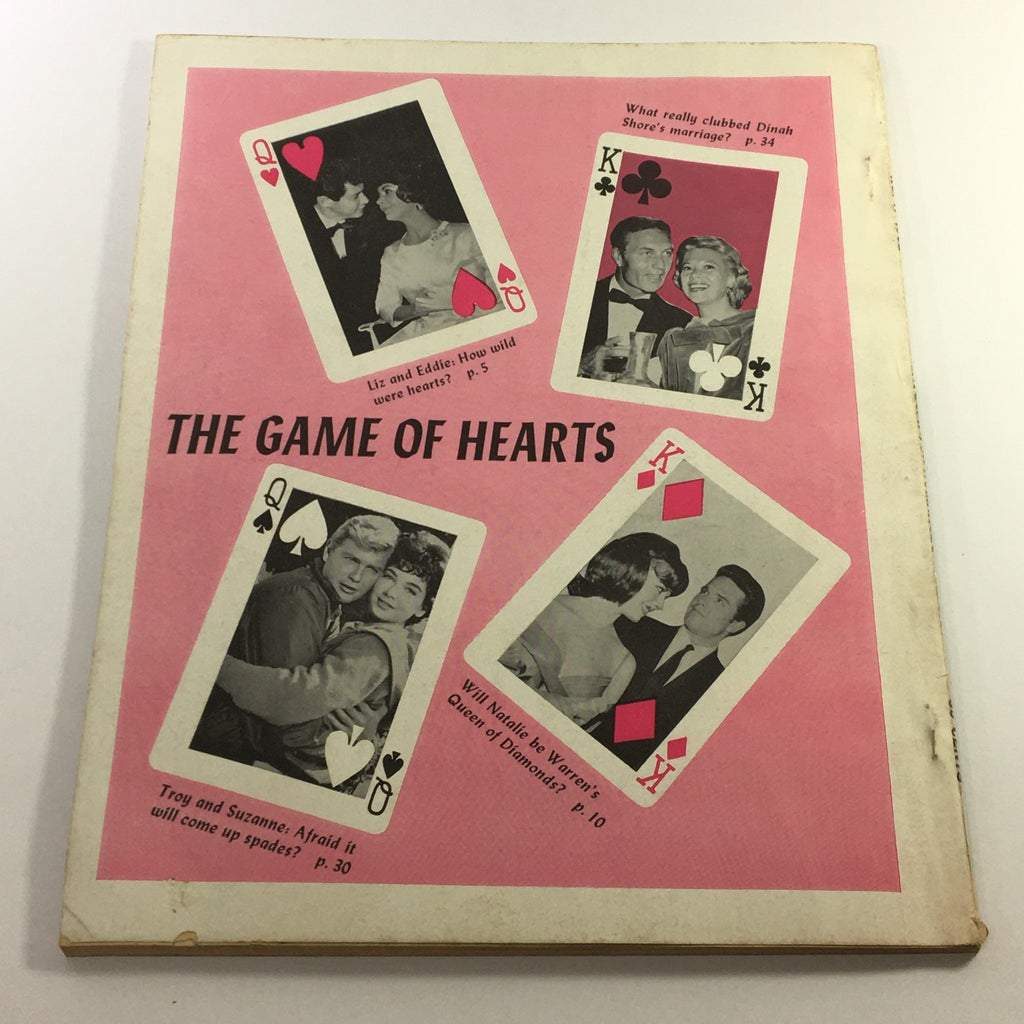 Q
Q
Liz and Eddie: How wild
were hearts? p. 5
What really clubbed Dinah
Shore's marriage? p. 34
K
K
THE GAME OF HEARTS
Q
Q
Troy and Suzanne: Afraid it
will come up spades? p. 30
K
K
Will Natalie be Warren's
Queen of Diamonds? p. 10